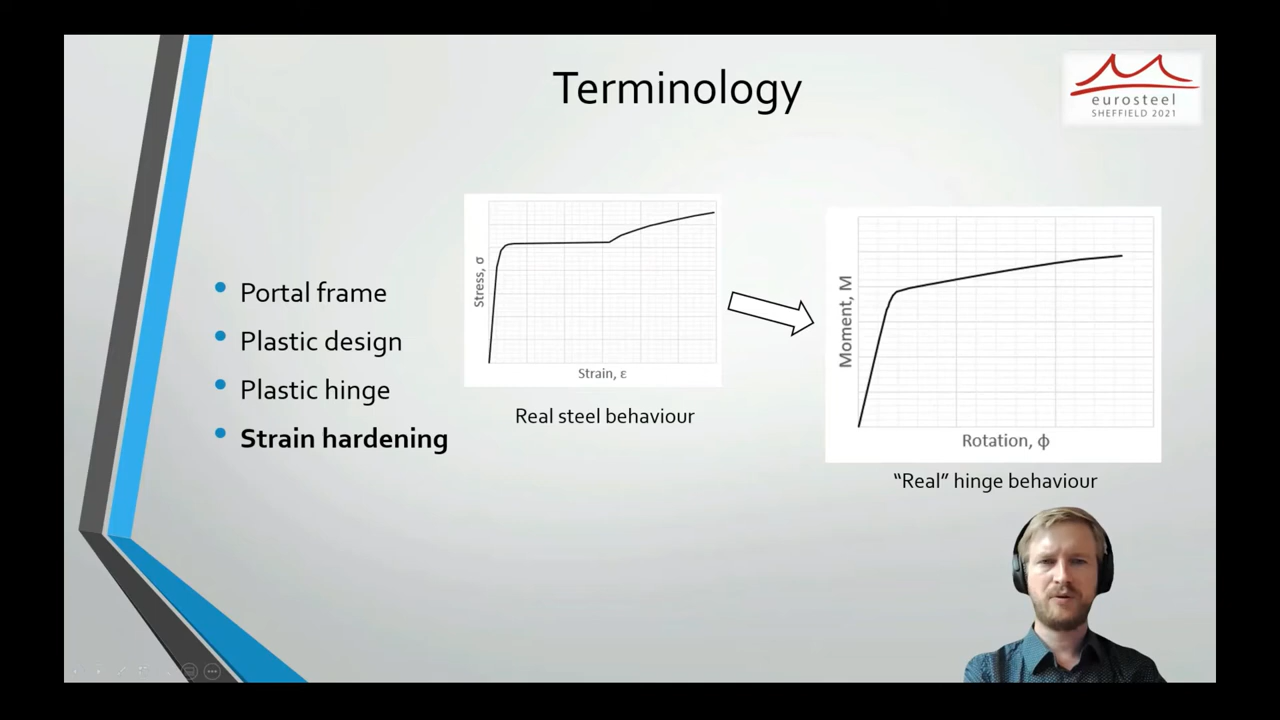 Terminology
eurosteel
SHEFFIELD 2021
Portal frame
Plastic design
Plastic hinge
Strain hardening
Stress, σ
Strain, ε
Real steel behaviour
Moment, M
Rotation, ϕ
“Real” hinge behaviour